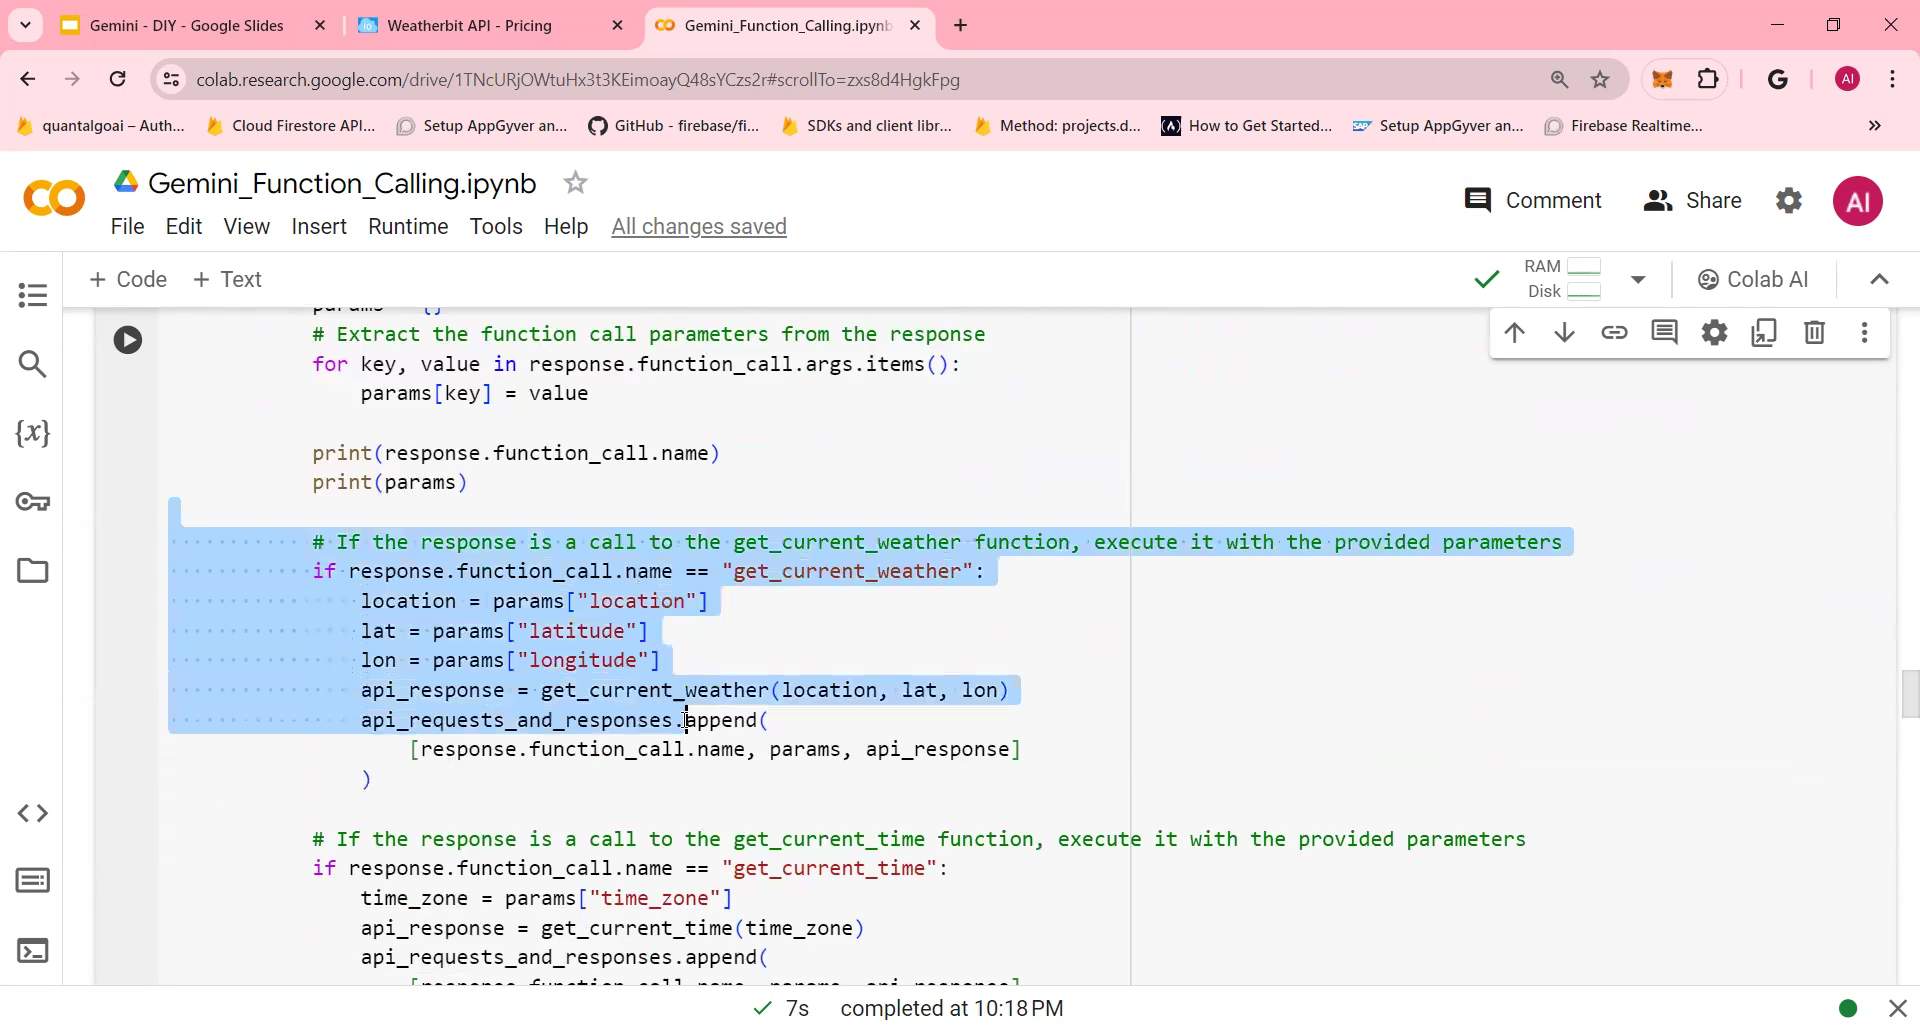 Gemini - DIY - Google Slides
Weatherbit API - Pricing
Gemini_Function_Calling.ipynb
colab.research.google.com/drive/1TNcURjOWtuHx3t3KEimoayQ48sYCzs2r#scrollTo=zxs8d4HgkFpg
AI
quantalgoai – Auth...
Cloud Firestore API...
Setup AppGyver an...
GitHub - firebase/fi...
SDKs and client libr...
Method: projects.d...
How to Get Started...
Setup AppGyver an...
Firebase Realtime...
Gemini_Function_Calling.ipynb
Comment
Share
AI
File Edit View Insert Runtime Tools Help All changes saved
+ Code + Text
RAM
Disk
Colab AI
params = {}
# Extract the function call parameters from the response
for key, value in response.function_call.args.items():
params[key] = value
print(response.function_call.name)
print(params)
# If the response is a call to the get_current_weather function, execute it with the provided parameters
if response.function_call.name == "get_current_weather":
location = params["location"]
lat = params["latitude"]
lon = params["longitude"]
api_response = get_current_weather(location, lat, lon)
api_requests_and_responses.append(
[response.function_call.name, params, api_response]
)
# If the response is a call to the get_current_time function, execute it with the provided parameters
if response.function_call.name == "get_current_time":
time_zone = params["time_zone"]
api_response = get_current_time(time_zone)
api_requests_and_responses.append(
[response.function_call.name, params, api_response]
7s completed at 10:18 PM